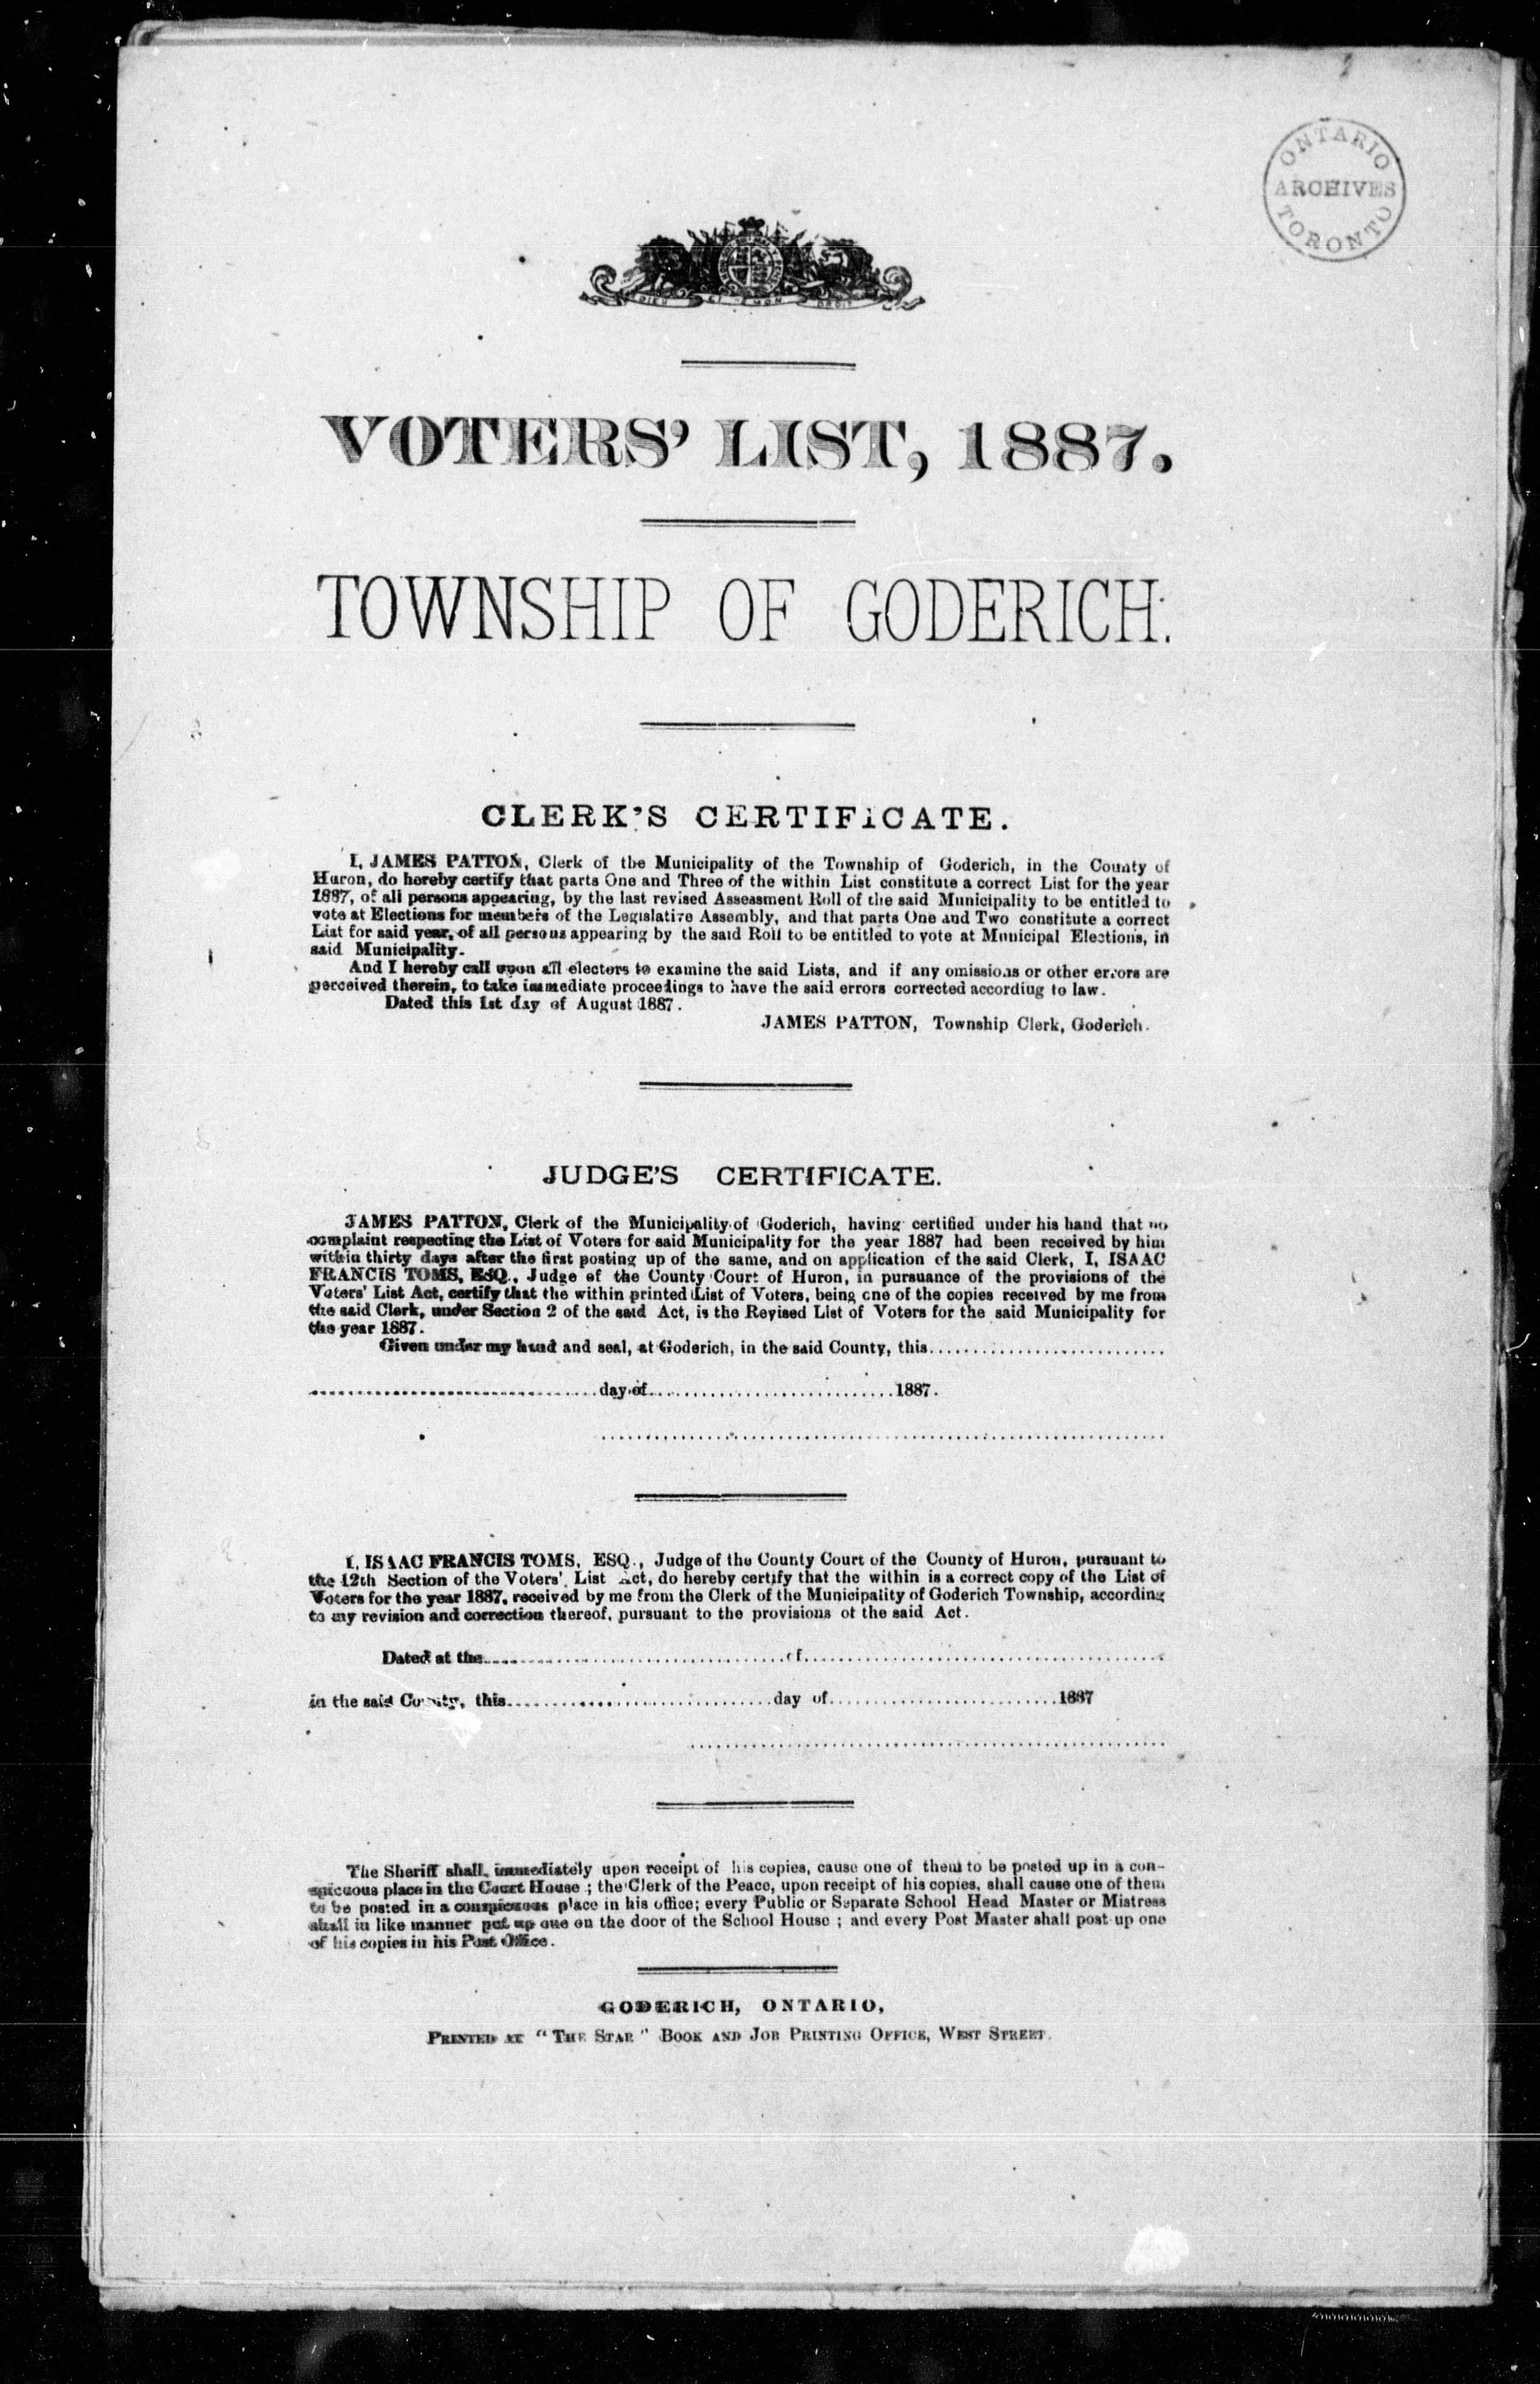 ONTARIO
ARCHIVES
TORONTO
DIEU ET MON DROIT
VOTERS' LIST, 1887.
TOWNSHIP OF GODERICH.
CLERK'S CERTIFICATE.
I, JAMES PATTON, Clerk of the Municipality of the Township of Goderich, in the County of
Huron, do hereby certify that parts One and Three of the within List constitute a correct List for the year
1887, of all persons appearing, by the last revised Assessment Roll of the said Municipality to be entitled to
vote at Elections for members of the Legislative Assembly, and that parts One and Two constitute a correct
List for said year, of all persons appearing by the said Roll to be entitled to vote at Municipal Elections, in
said Municipality.
And I hereby call upon all electors to examine the said Lists, and if any omissions or other errors are
perceived therein, to take immediate proceedings to have the said errors corrected accordiug to law.
Dated this 1st day of August 1887.
JAMES PATTON, Township Clerk, Goderich.
JUDGE'S CERTIFICATE.
JAMES PATTON, Clerk of the Municipality of Goderich, having certified under his hand that no
complaint respecting the List of Voters for said Municipality for the year 1887 had been received by him
within thirty days after the first posting up of the same, and on application of the said Clerk, I, ISAAC
FRANCIS TOMS, ESQ., Judge of the County Court of Huron, in pursuance of the provisions of the
Voters' List Act, certify that the within printed List of Voters, being one of the copies received by me from
the said Clerk, under Section 2 of the said Act, is the Revised List of Voters for the said Municipality for
the year 1887.
Given under my hand and seal, at Goderich, in the said County, this..........................
................................day of...........................1887.
..............................................................
I, ISAAC FRANCIS TOMS, ESQ., Judge of the County Court of the County of Huron, pursuant to
the 12th Section of the Voters' List Act, do hereby certify that the within is a correct copy of the List of
Voters for the year 1887, received by me from the Clerk of the Municipality of Goderich Township, according
to my revision and correction thereof, pursuant to the provisions of the said Act.
Dated at the..................................of........................................
in the said County, this.............................day of.........................1887
.....................................................
The Sheriff shall, immediately upon receipt of his copies, cause one of them to be posted up in a con-
spicuous place in the Court House ; the Clerk of the Peace, upon receipt of his copies, shall cause one of them
to be posted in a conspicuous place in his office; every Public or Separate School Head Master or Mistress
shall in like manner put up one on the door of the School House ; and every Post Master shall post up one
of his copies in his Post Office.
GODERICH, ONTARIO,
PRINTED AT "THE STAR" BOOK AND JOB PRINTING OFFICE, WEST STREET.